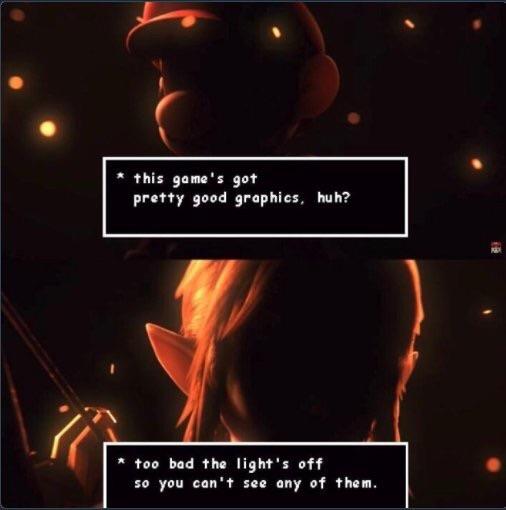 * this game's got
pretty good graphics, huh?
* too bad the light's off
so you can't see any of them.